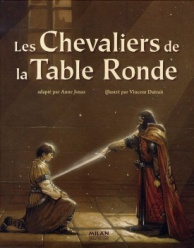 Les Chevaliers de
la Table Ronde
adapté par Anne Jonas
illustré par Vincent Dutrait
MILAN